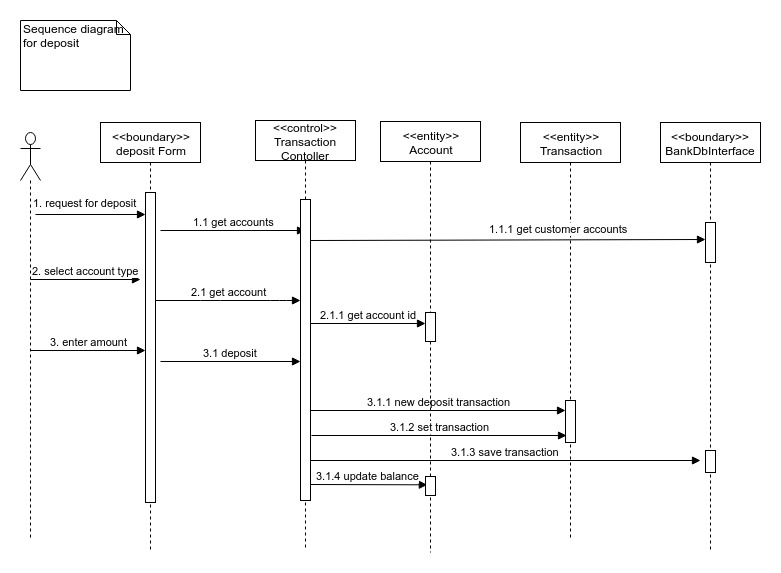 Sequence diagram
for deposit
<<boundary>>
deposit Form
<<control>>
Transaction
Contoller
<<entity>>
Account
<<entity>>
Transaction
<<boundary>>
BankDbInterface
1. request for deposit
1.1 get accounts
1.1.1 get customer accounts
2. select account type
2.1 get account
2.1.1 get account id
3. enter amount
3.1 deposit
3.1.1 new deposit transaction
3.1.2 set transaction
3.1.3 save transaction
3.1.4 update balance